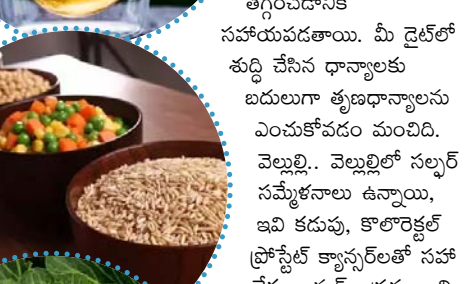 తగ్గించడానికి
సహాయపడతాయి. మీ డైట్‌లో
శుద్ధి చేసిన ధాన్యాలకు
బదులుగా తృణధాన్యాలను
ఎంచుకోవడం మంచిది.
వెల్లుల్లి.. వెల్లుల్లిలో సల్ఫర్
సమ్మేళనాలు ఉన్నాయి,
ఇవి కడుపు, కొలొరెక్టల్
ప్రోస్టేట్ క్యాన్సర్‌లతో సహా